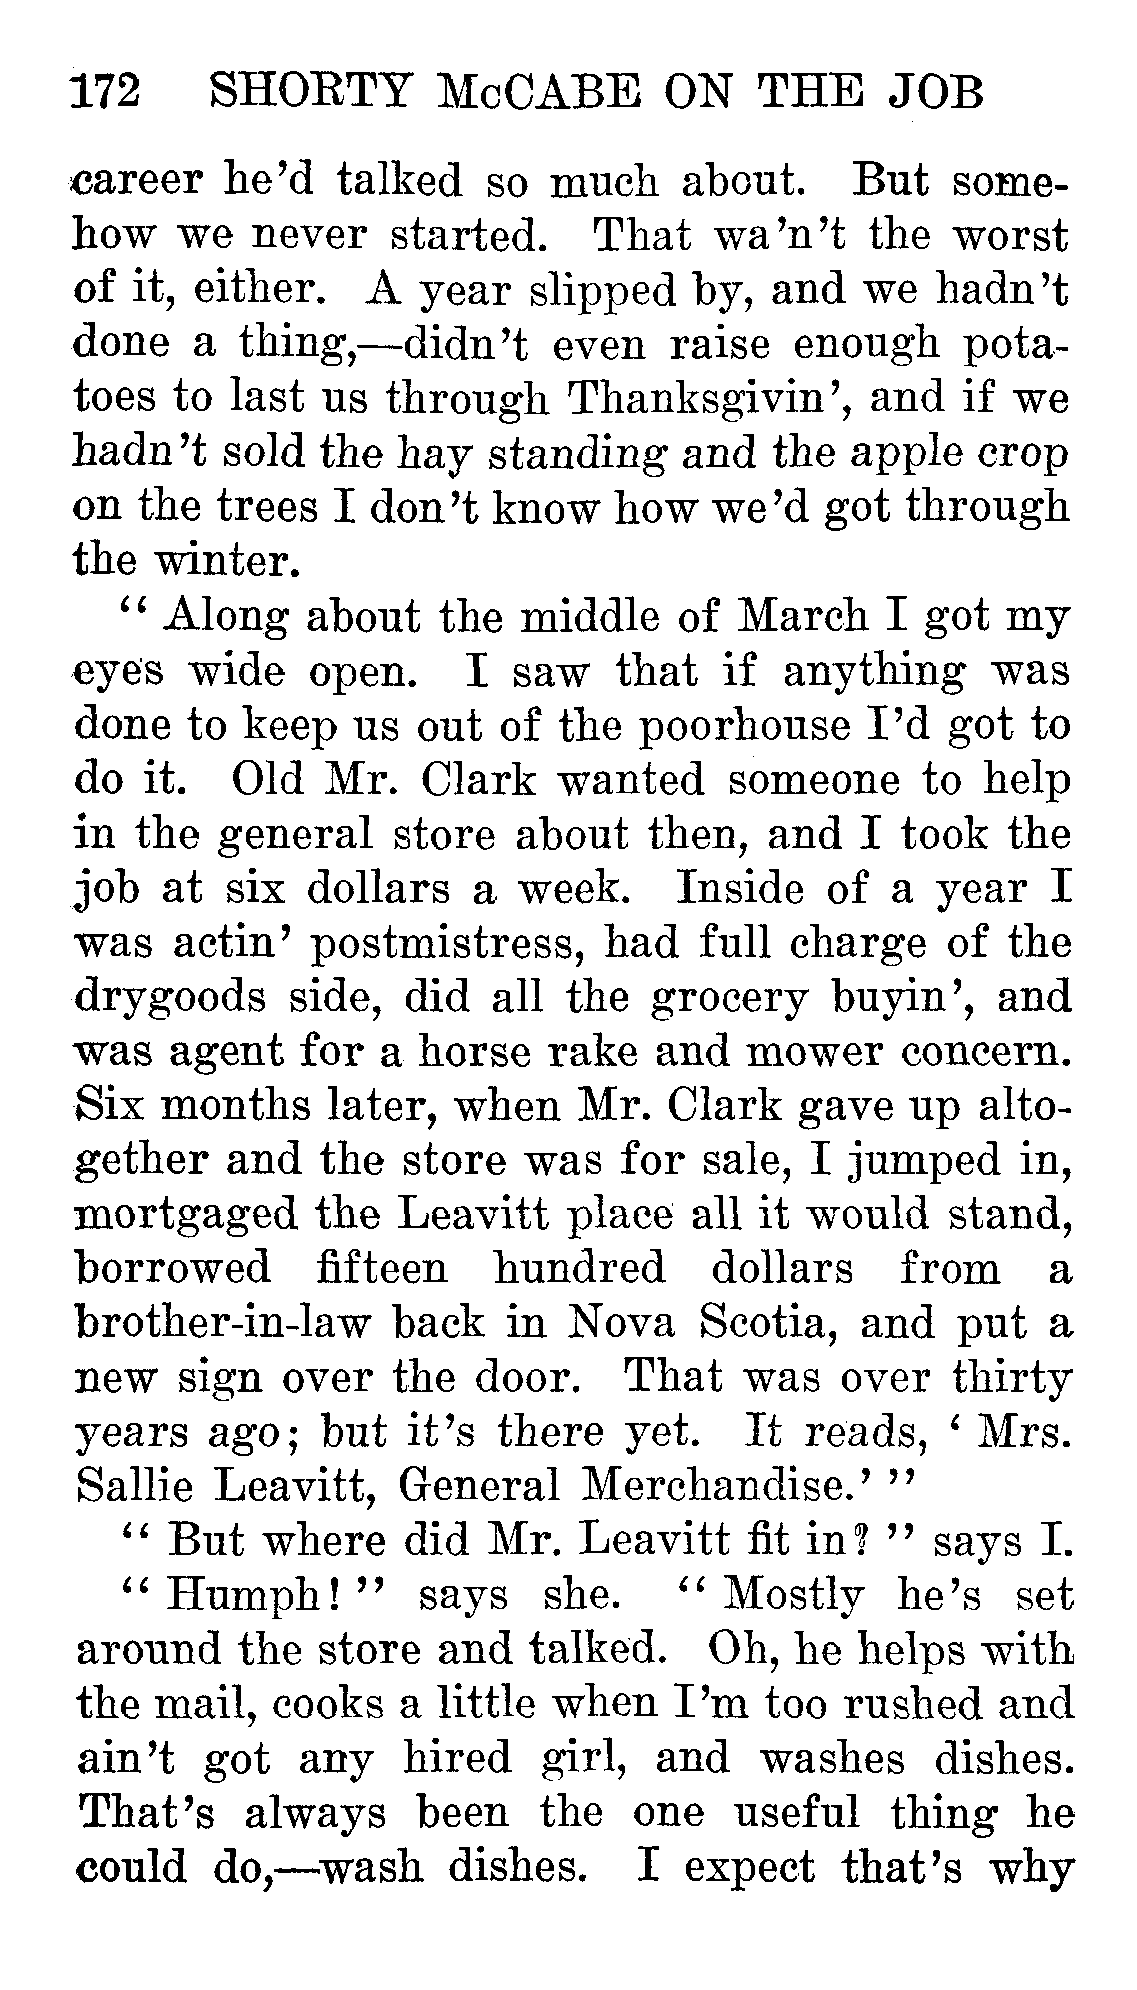 172 SHORTY McCABE ON THE JOB
career he'd talked so much about. But some-
how we never started. That wa'n't the worst
of it, either. A year slipped by, and we hadn't
done a thing,—didn't even raise enough pota-
toes to last us through Thanksgivin', and if we
hadn't sold the hay standing and the apple crop
on the trees I don't know how we'd got through
the winter.
" Along about the middle of March I got my
eyes wide open. I saw that if anything was
done to keep us out of the poorhouse I'd got to
do it. Old Mr. Clark wanted someone to help
in the general store about then, and I took the
job at six dollars a week. Inside of a year I
was actin' postmistress, had full charge of the
drygoods side, did all the grocery buyin', and
was agent for a horse rake and mower concern.
Six months later, when Mr. Clark gave up alto-
gether and the store was for sale, I jumped in,
mortgaged the Leavitt place all it would stand,
borrowed fifteen hundred dollars from a
brother-in-law back in Nova Scotia, and put a
new sign over the door. That was over thirty
years ago; but it's there yet. It reads, ' Mrs.
Sallie Leavitt, General Merchandise.' "
" But where did Mr. Leavitt fit in? " says I.
" Humph! " says she. " Mostly he's set
around the store and talked. Oh, he helps with
the mail, cooks a little when I'm too rushed and
ain't got any hired girl, and washes dishes.
That's always been the one useful thing he
could do,—wash dishes. I expect that's why